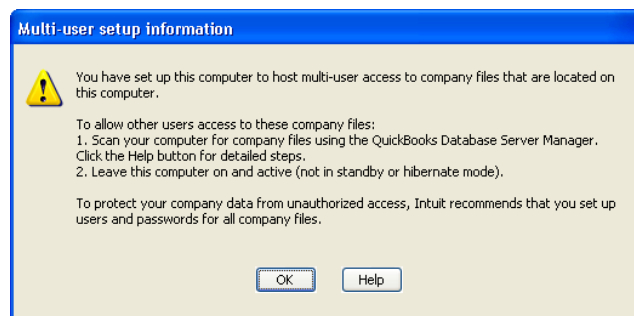 Multi-user setup information
You have set up this computer to host multi-user access to company files that are located on
this computer.
To allow other users access to these company files:
1. Scan your computer for company files using the QuickBooks Database Server Manager.
Click the Help button for detailed steps.
2. Leave this computer on and active (not in standby or hibernate mode).
To protect your company data from unauthorized access, Intuit recommends that you set up
users and passwords for all company files.
OK
Help